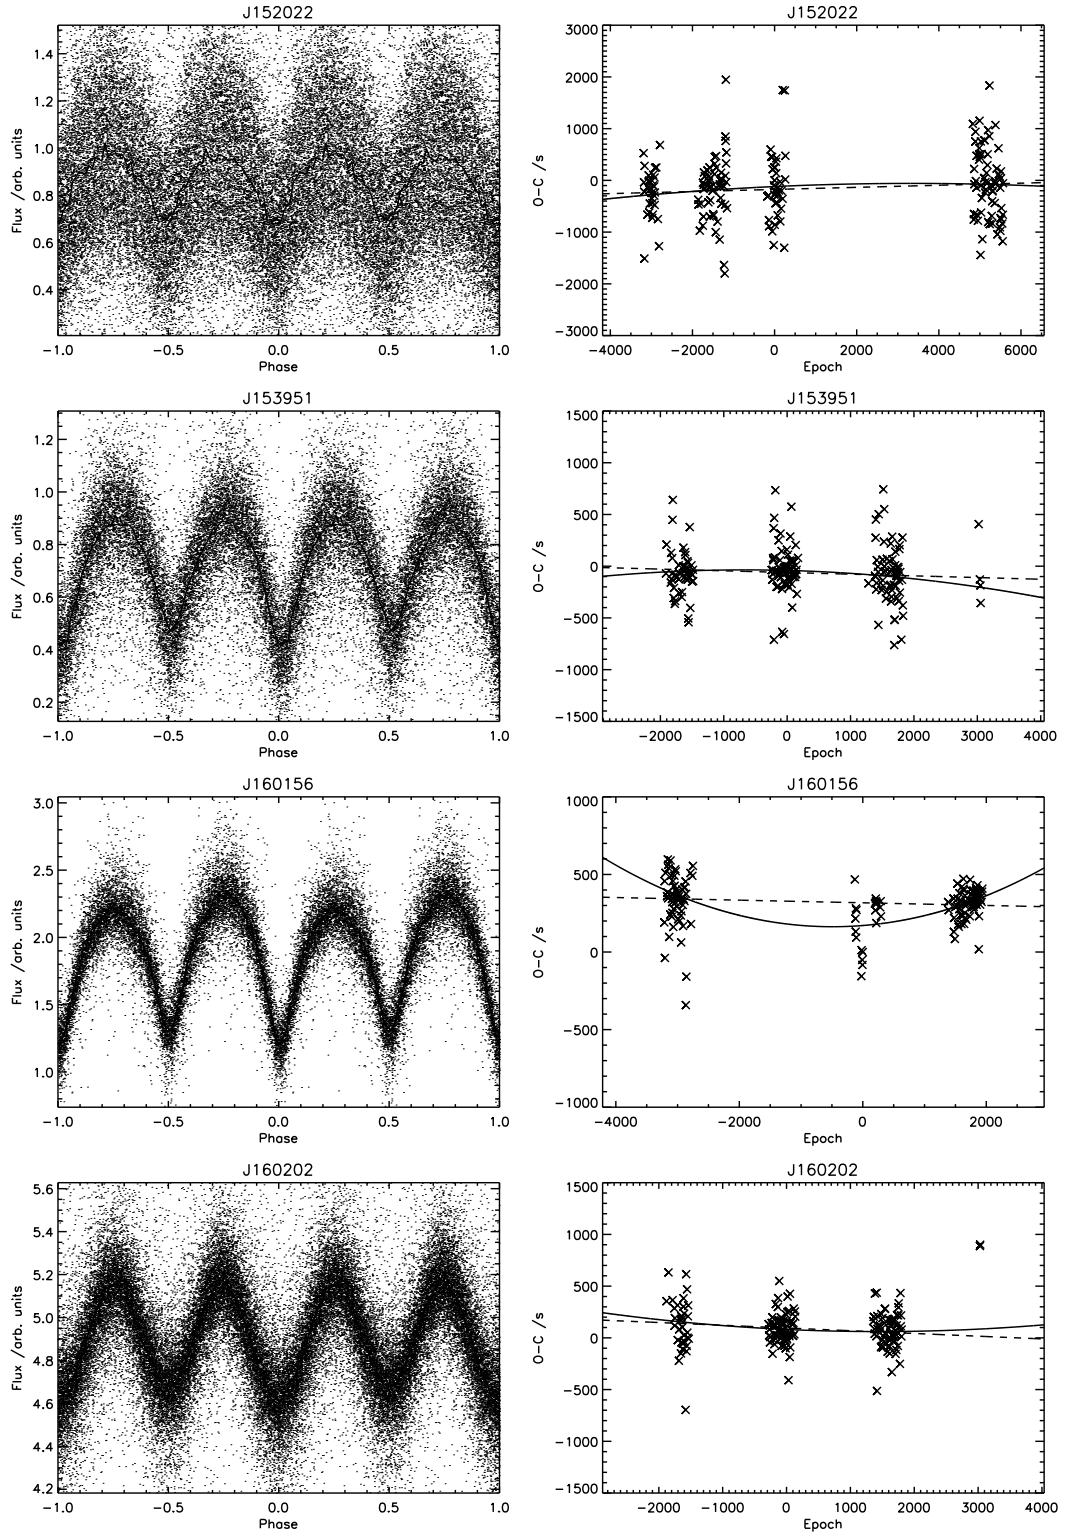 J152022
Flux /arb. units
1.4
1.2
1.0
0.8
0.6
0.4
−1.0 −0.5 0.0 0.5 1.0
Phase
J152022
O−C /s
3000
2000
1000
0
−1000
−2000
−3000
−4000 −2000 0 2000 4000 6000
Epoch
J153951
Flux /arb. units
1.2
1.0
0.8
0.6
0.4
0.2
−1.0 −0.5 0.0 0.5 1.0
Phase
J153951
O−C /s
1500
1000
500
0
−500
−1000
−1500
−2000 −1000 0 1000 2000 3000 4000
Epoch
J160156
Flux /arb. units
3.0
2.5
2.0
1.5
1.0
−1.0 −0.5 0.0 0.5 1.0
Phase
J160156
O−C /s
1000
500
0
−500
−1000
−4000 −2000 0 2000
Epoch
J160202
Flux /arb. units
5.6
5.4
5.2
5.0
4.8
4.6
4.4
4.2
−1.0 −0.5 0.0 0.5 1.0
Phase
J160202
O−C /s
1500
1000
500
0
−500
−1000
−1500
−2000 −1000 0 1000 2000 3000 4000
Epoch